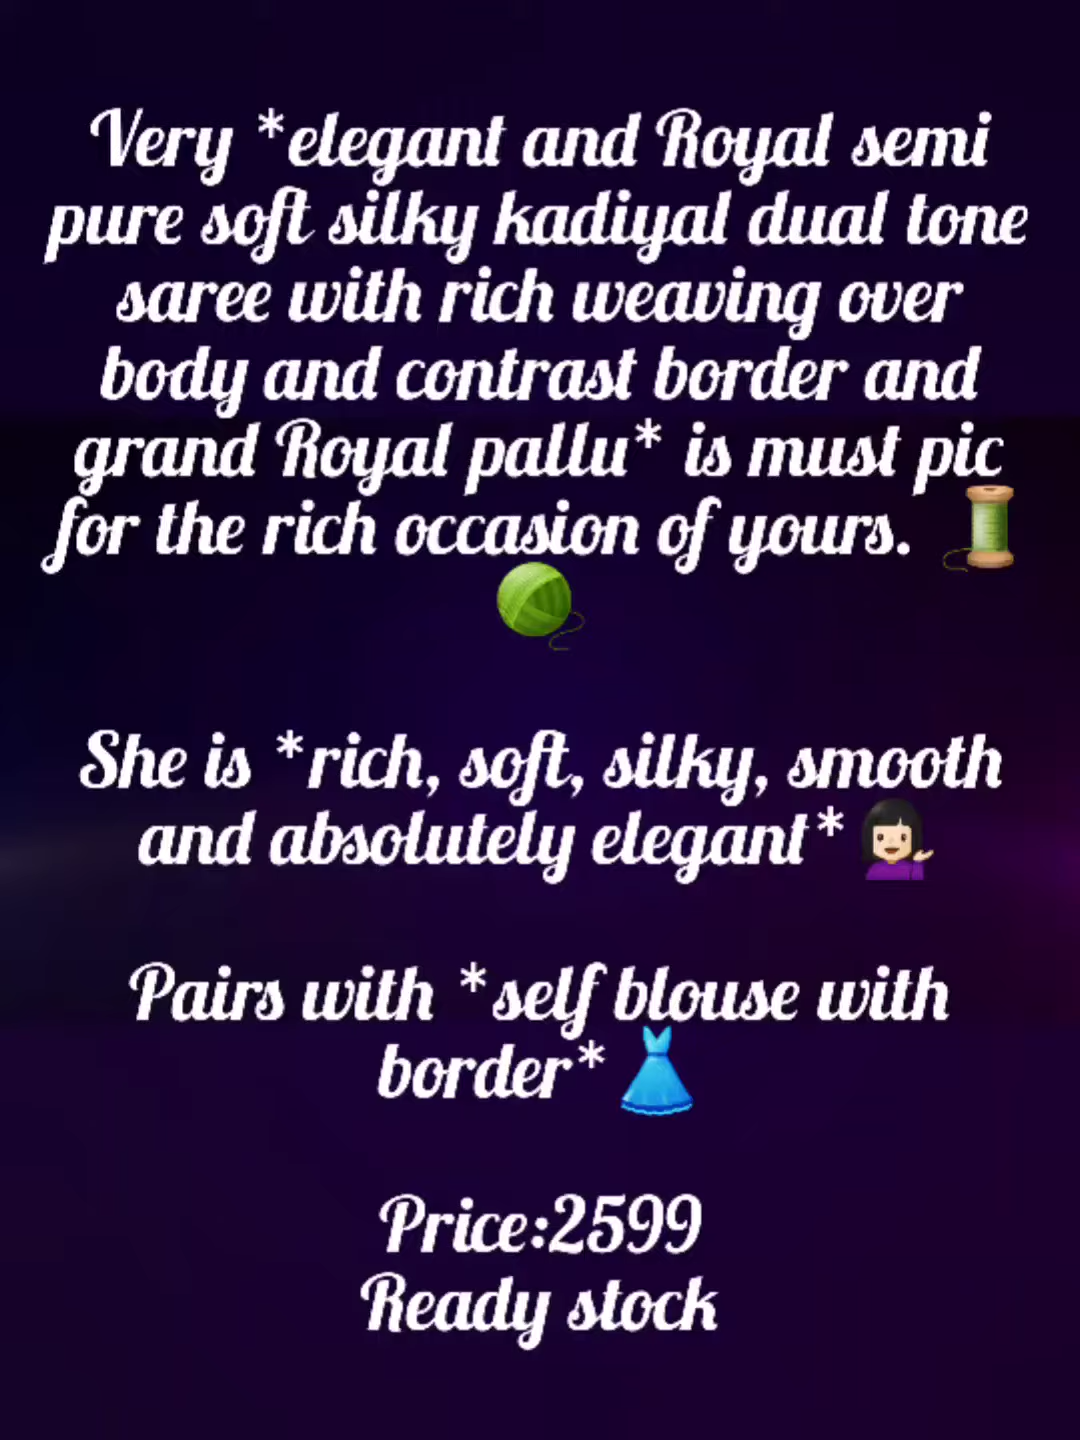 Very *elegant and Royal semi
pure soft silky kadiyal dual tone
saree with rich weaving over
body and contrast border and
grand Royal pallu* is must pic
for the rich occasion of yours. 🧵
🧶
She is *rich, soft, silky, smooth
and absolutely elegant* 💁🏻‍♀️
Pairs with *self blouse with
border* 👗
Price:2599
Ready stock